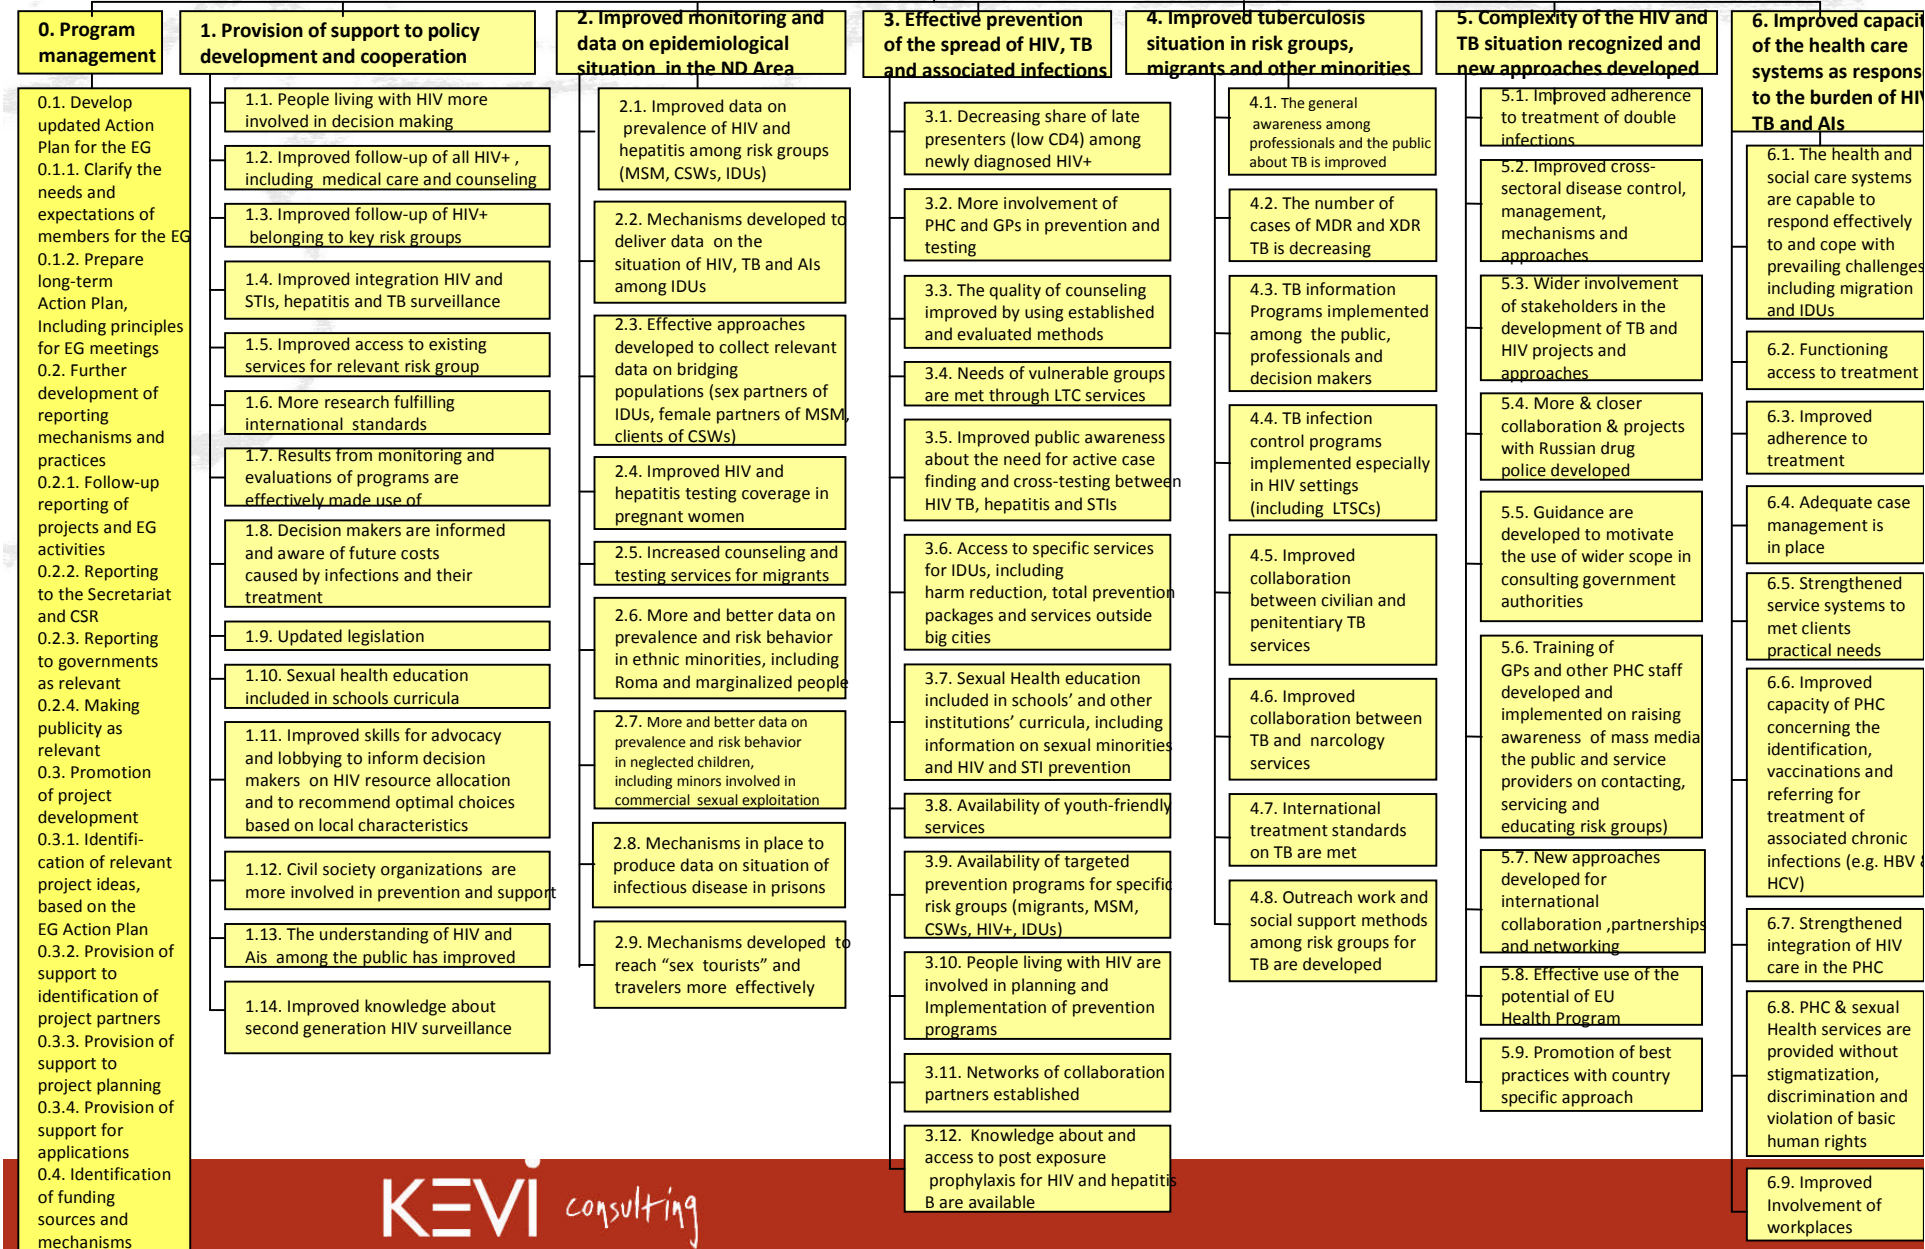 0. Program
management
0.1. Develop
updated Action
Plan for the EG
0.1.1. Clarify the
needs and
expectations of
members for the EG
0.1.2. Prepare
long-term
Action Plan,
Including principles
for EG meetings
0.2. Further
development of
reporting
mechanisms and
practices
0.2.1. Follow-up
reporting of
projects and EG
activities
0.2.2. Reporting
to the Secretariat
and CSR
0.2.3. Reporting
to governments
as relevant
0.2.4. Making
publicity as
relevant
0.3. Promotion
of project
development
0.3.1. Identifi-
cation of relevant
project ideas,
based on the
EG Action Plan
0.3.2. Provision of
support to
identification of
project partners
0.3.3. Provision of
support to
project planning
0.3.4. Provision of
support for
applications
0.4. Identification
of funding
sources and
mechanisms
1. Provision of support to policy
development and cooperation
1.1. People living with HIV more
involved in decision making
1.2. Improved follow-up of all HIV+ ,
including medical care and counseling
1.3. Improved follow-up of HIV+
belonging to key risk groups
1.4. Improved integration HIV and
STIs, hepatitis and TB surveillance
1.5. Improved access to existing
services for relevant risk group
1.6. More research fulfilling
international standards
1.7. Results from monitoring and
evaluations of programs are
effectively made use of
1.8. Decision makers are informed
and aware of future costs
caused by infections and their
treatment
1.9. Updated legislation
1.10. Sexual health education
included in schools curricula
1.11. Improved skills for advocacy
and lobbying to inform decision
makers on HIV resource allocation
and to recommend optimal choices
based on local characteristics
1.12. Civil society organizations are
more involved in prevention and support
1.13. The understanding of HIV and
Ais among the public has improved
1.14. Improved knowledge about
second generation HIV surveillance
2. Improved monitoring and
data on epidemiological
situation in the ND Area
2.1. Improved data on
prevalence of HIV and
hepatitis among risk groups
(MSM, CSWs, IDUs)
2.2. Mechanisms developed to
deliver data on the
situation of HIV, TB and AIs
among IDUs
2.3. Effective approaches
developed to collect relevant
data on bridging
populations (sex partners of
IDUs, female partners of MSM,
clients of CSWs)
2.4. Improved HIV and
hepatitis testing coverage in
pregnant women
2.5. Increased counseling and
testing services for migrants
2.6. More and better data on
prevalence and risk behavior
in ethnic minorities, including
Roma and marginalized people
2.7. More and better data on
prevalence and risk behavior
in neglected children,
including minors involved in
commercial sexual exploitation
2.8. Mechanisms in place to
produce data on situation of
infectious disease in prisons
2.9. Mechanisms developed to
reach “sex tourists” and
travelers more effectively
3. Effective prevention
of the spread of HIV, TB
and associated infections
3.1. Decreasing share of late
presenters (low CD4) among
newly diagnosed HIV+
3.2. More involvement of
PHC and GPs in prevention and
testing
3.3. The quality of counseling
improved by using established
and evaluated methods
3.4. Needs of vulnerable groups
are met through LTC services
3.5. Improved public awareness
about the need for active case
finding and cross-testing between
HIV TB, hepatitis and STIs
3.6. Access to specific services
for IDUs, including
harm reduction, total prevention
packages and services outside
big cities
3.7. Sexual Health education
included in schools’ and other
institutions’ curricula, including
information on sexual minorities
and HIV and STI prevention
3.8. Availability of youth-friendly
services
3.9. Availability of targeted
prevention programs for specific
risk groups (migrants, MSM,
CSWs, HIV+, IDUs)
3.10. People living with HIV are
involved in planning and
Implementation of prevention
programs
3.11. Networks of collaboration
partners established
3.12. Knowledge about and
access to post exposure
prophylaxis for HIV and hepatitis
B are available
4. Improved tuberculosis
situation in risk groups,
migrants and other minorities
4.1. The general
awareness among
professionals and the public
about TB is improved
4.2. The number of
cases of MDR and XDR
TB is decreasing
4.3. TB information
Programs implemented
among the public,
professionals and
decision makers
4.4. TB infection
control programs
implemented especially
in HIV settings
(including LTSCs)
4.5. Improved
collaboration
between civilian and
penitentiary TB
services
4.6. Improved
collaboration between
TB and narcology
services
4.7. International
treatment standards
on TB are met
4.8. Outreach work and
social support methods
among risk groups for
TB are developed
5. Complexity of the HIV and
TB situation recognized and
new approaches developed
5.1. Improved adherence
to treatment of double
infections
5.2. Improved cross-
sectoral disease control,
management,
mechanisms and
approaches
5.3. Wider involvement
of stakeholders in the
development of TB and
HIV projects and
approaches
5.4. More & closer
collaboration & projects
with Russian drug
police developed
5.5. Guidance are
developed to motivate
the use of wider scope in
consulting government
authorities
5.6. Training of
GPs and other PHC staff
developed and
implemented on raising
awareness of mass media
the public and service
providers on contacting,
servicing and
educating risk groups)
5.7. New approaches
developed for
international
collaboration ,partnerships
and networking
5.8. Effective use of the
potential of EU
Health Program
5.9. Promotion of best
practices with country
specific approach
6. Improved capacit
of the health care
systems as respons
to the burden of HIV
TB and AIs
6.1. The health and
social care systems
are capable to
respond effectively
to and cope with
prevailing challenges
including migration
and IDUs
6.2. Functioning
access to treatment
6.3. Improved
adherence to
treatment
6.4. Adequate case
management is
in place
6.5. Strengthened
service systems to
met clients
practical needs
6.6. Improved
capacity of PHC
concerning the
identification,
vaccinations and
referring for
treatment of
associated chronic
infections (e.g. HBV &
HCV)
6.7. Strengthened
integration of HIV
care in the PHC
6.8. PHC & sexual
Health services are
provided without
stigmatization,
discrimination and
violation of basic
human rights
6.9. Improved
Involvement of
workplaces
KEVI consulting